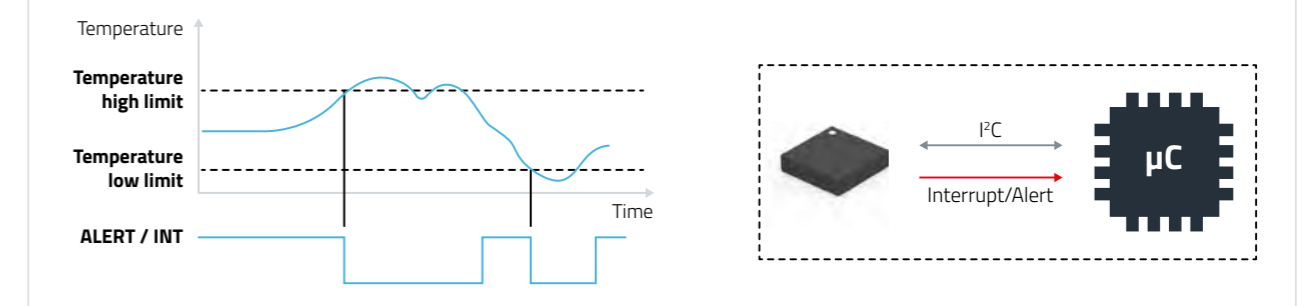 Temperature
Temperature
high limit
Temperature
low limit
Time
ALERT / INT
I²C
Interrupt/Alert
µC